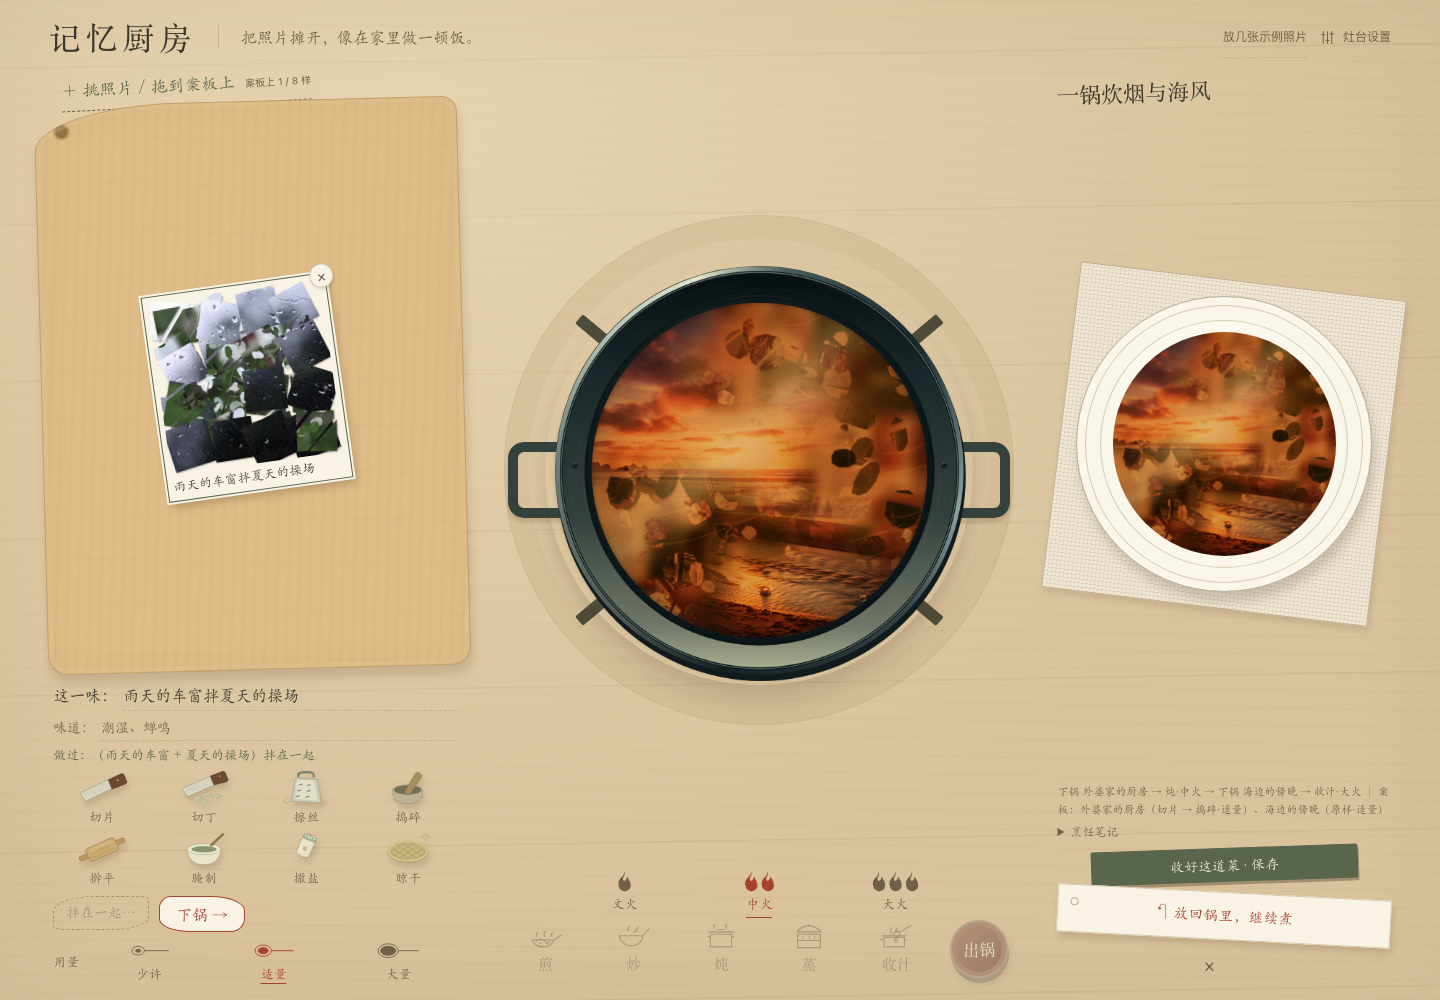 记忆厨房
把照片摊开，像在家里做一顿饭。
放几张示例照片
灶台设置
＋ 挑照片 / 拖到案板上
案板上 1 / 8 样
一锅炊烟与海风
×
雨天的车窗拌夏天的操场
这一味：
雨天的车窗拌夏天的操场
味道：
潮湿、蝉鸣
做过：（雨天的车窗 + 夏天的操场）拌在一起
切片
切丁
擦丝
捣碎
擀平
腌制
撒盐
晾干
拌在一起…
下锅 →
用量
少许
适量
大量
文火
中火
大火
煎
炒
炖
蒸
收汁
出锅
下锅 外婆家的厨房 → 炖·中火 → 下锅 海边的傍晚 → 收汁·大火 ｜ 案
板：外婆家的厨房（切片 → 捣碎·适量）、海边的傍晚（原样·适量）
▶ 烹饪笔记
收好这道菜 · 保存
放回锅里，继续煮
×